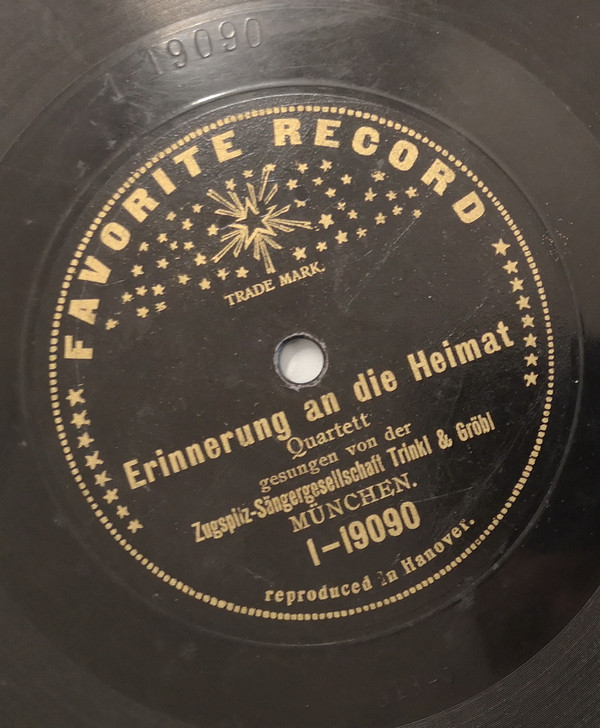 1 19090
FAVORITE RECORD
TRADE MARK.
Erinnerung an die Heimat
Quartett
gesungen von der
Zugspitz-Sängergesellschaft Trinkl & Gröbl
MÜNCHEN.
1-19090
reproduced in Hanover.